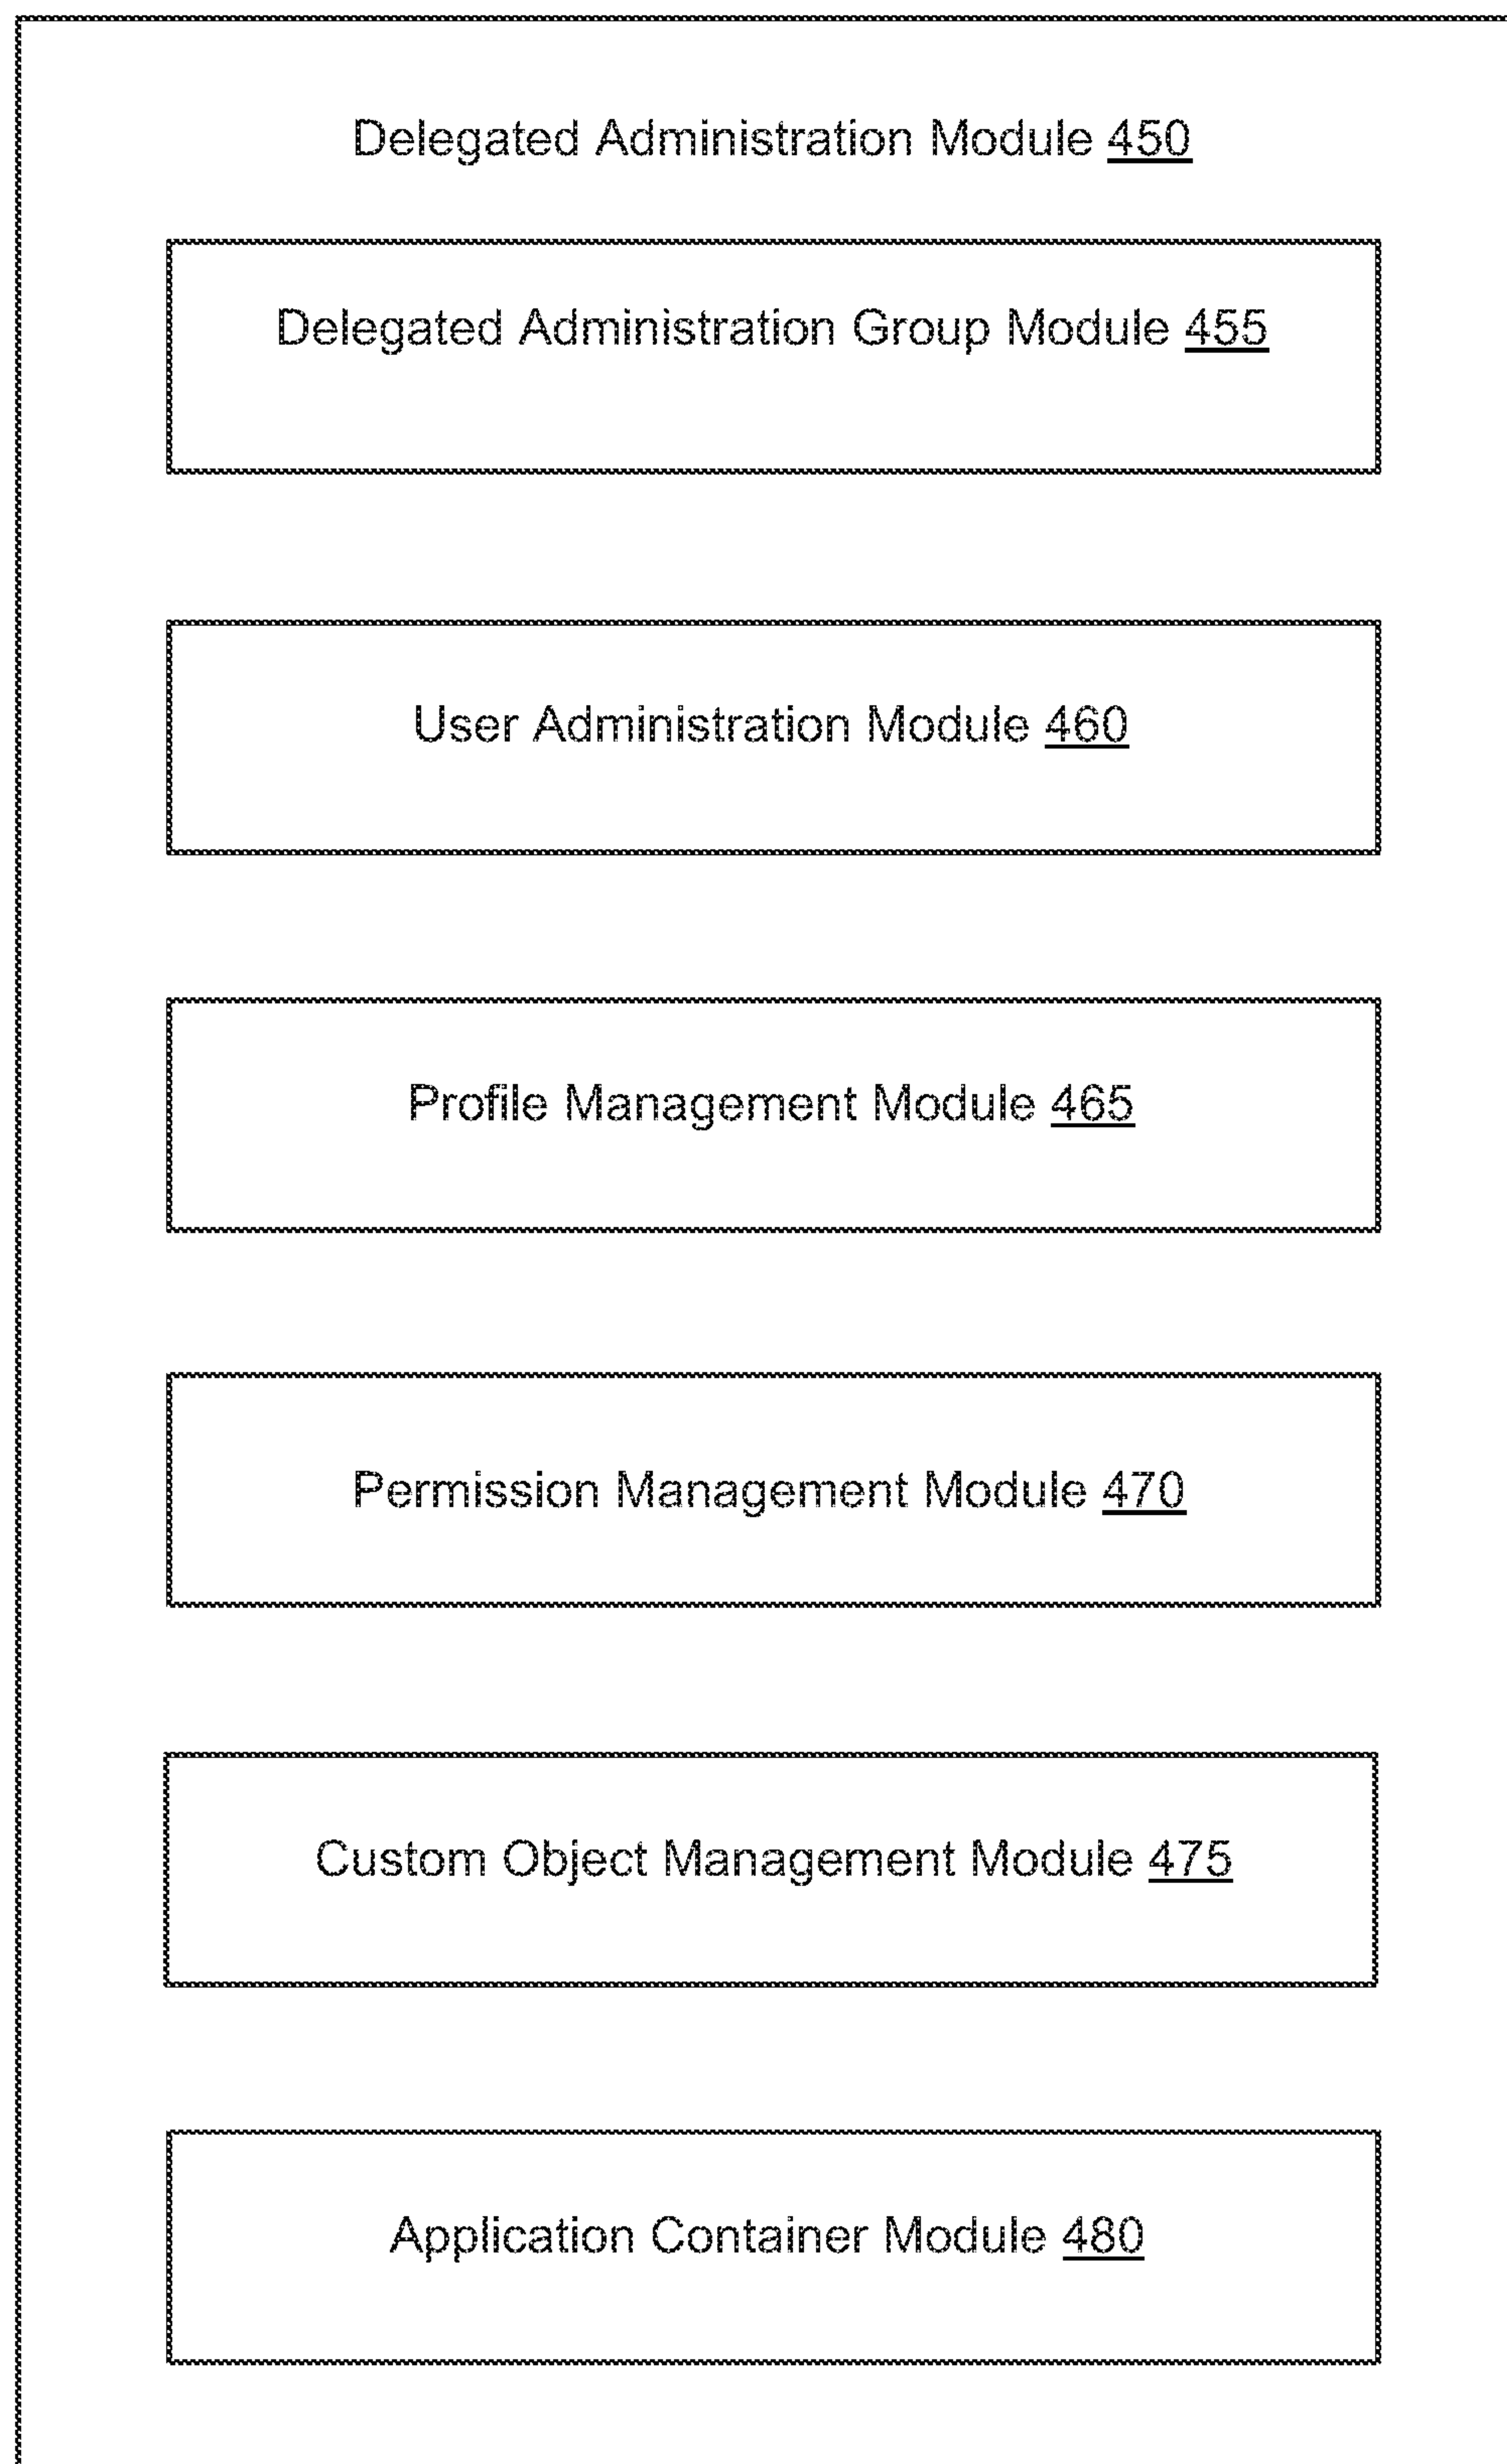 Delegated Administration Module 450
Delegated Administration Group Module 455
User Administration Module 460
Profile Management Module 465
Permission Management Module 470
Custom Object Management Module 475
Application Container Module 480